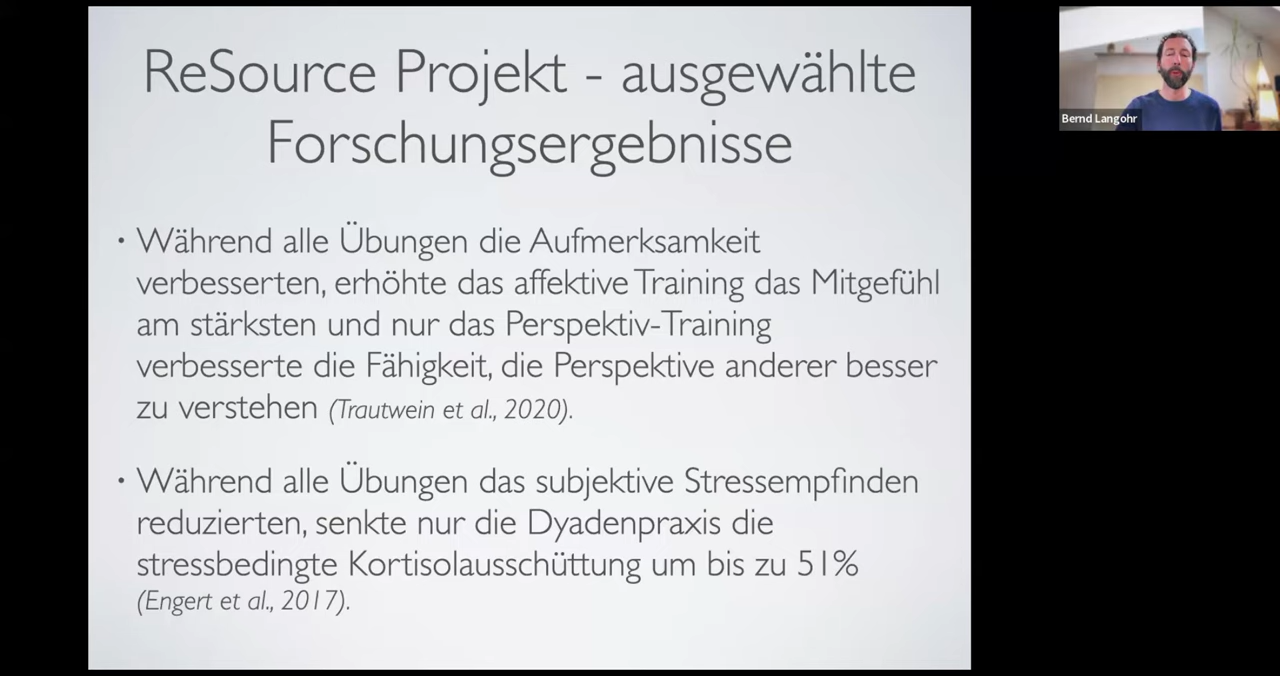 ReSource Projekt - ausgewählte
Forschungsergebnisse
• Während alle Übungen die Aufmerksamkeit
verbesserten, erhöhte das affektive Training das Mitgefühl
am stärksten und nur das Perspektiv-Training
verbesserte die Fähigkeit, die Perspektive anderer besser
zu verstehen (Trautwein et al., 2020).
• Während alle Übungen das subjektive Stressempfinden
reduzierten, senkte nur die Dyadenpraxis die
stressbedingte Kortisolausschüttung um bis zu 51%
(Engert et al., 2017).
Bernd Langohr